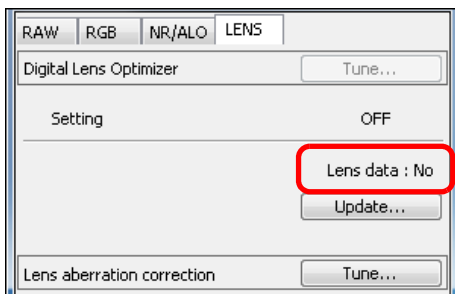 RAW RGB NR/ALO LENS
Digital Lens Optimizer Tune...
Setting OFF
Lens data : No
Update...
Lens aberration correction Tune...